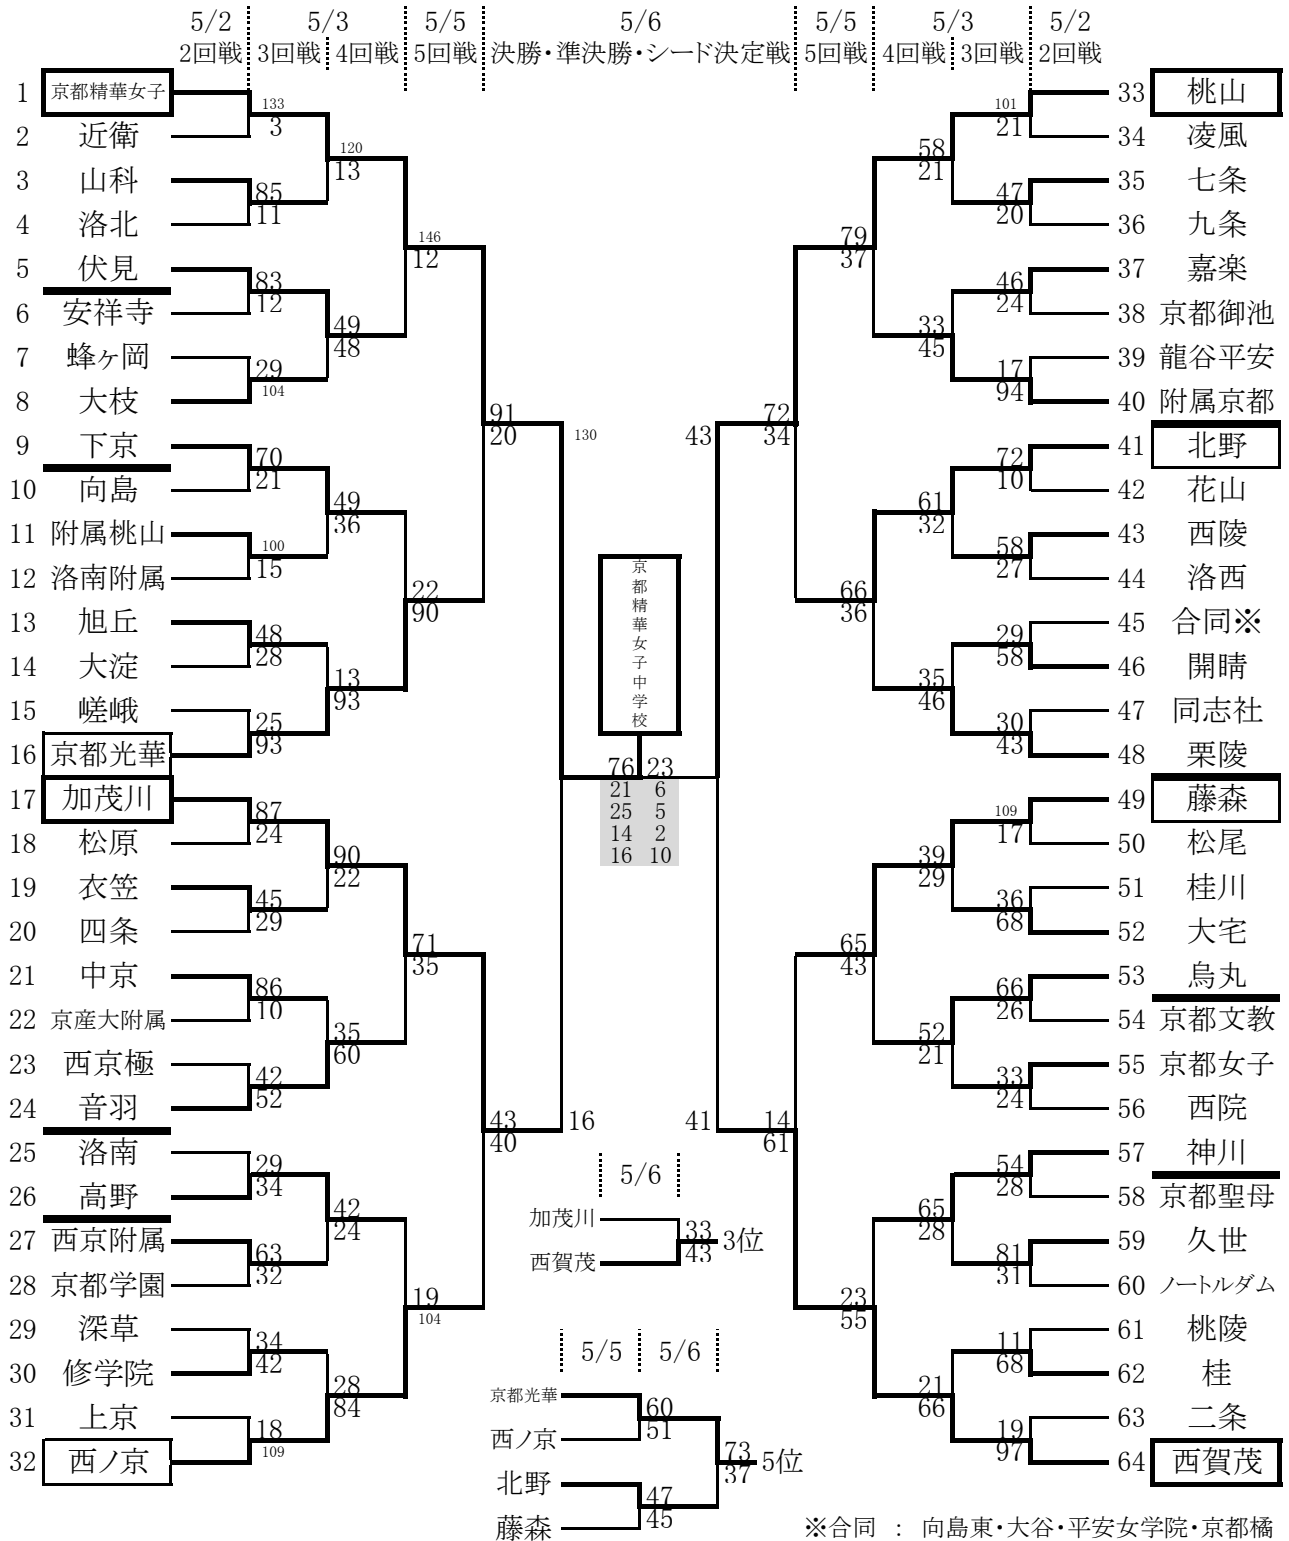 5/2 5/3 5/5 5/6 5/5 5/3 5/2
2回戦 3回戦 4回戦 5回戦 決勝・準決勝・シード決定戦 5回戦 4回戦 3回戦 2回戦
1 京都精華女子
2 近衛
3 山科
4 洛北
5 伏見
6 安祥寺
7 蜂ヶ岡
8 大枝
9 下京
10 向島
11 附属桃山
12 洛南附属
13 旭丘
14 大淀
15 嵯峨
16 京都光華
17 加茂川
18 松原
19 衣笠
20 四条
21 中京
22 京産大附属
23 西京極
24 音羽
25 洛南
26 高野
27 西京附属
28 京都学園
29 深草
30 修学院
31 上京
32 西ノ京
133
3
85
11
83
12
29
104
70
21
100
15
48
28
25
93
87
24
45
29
86
10
42
52
29
34
63
32
34
42
18
109
120
13
49
48
49
36
13
93
90
22
35
60
42
24
28
84
146
12
22
90
71
35
19
104
91
20
43
40
130
16
京都精華女子中学校
76 23
21 6
25 5
14 2
16 10
43
41
72
34
14
61
79
37
66
36
65
43
23
55
58
21
33
45
61
32
35
46
39
29
52
21
65
28
21
66
101
21
47
20
46
24
17
94
72
10
58
27
29
58
30
43
109
17
36
68
66
26
33
24
54
28
81
31
11
68
19
97
33 桃山
34 凌風
35 七条
36 九条
37 嘉楽
38 京都御池
39 龍谷平安
40 附属京都
41 北野
42 花山
43 西陵
44 洛西
45 合同※
46 開晴
47 同志社
48 栗陵
49 藤森
50 松尾
51 桂川
52 大宅
53 烏丸
54 京都文教
55 京都女子
56 西院
57 神川
58 京都聖母
59 久世
60 ノートルダム
61 桃陵
62 桂
63 二条
64 西賀茂
5/6
加茂川
西賀茂
33
43
3位
5/5 5/6
京都光華
西ノ京
北野
藤森
60
51
47
45
73
37
5位
※合同 : 向島東・大谷・平安女学院・京都橘